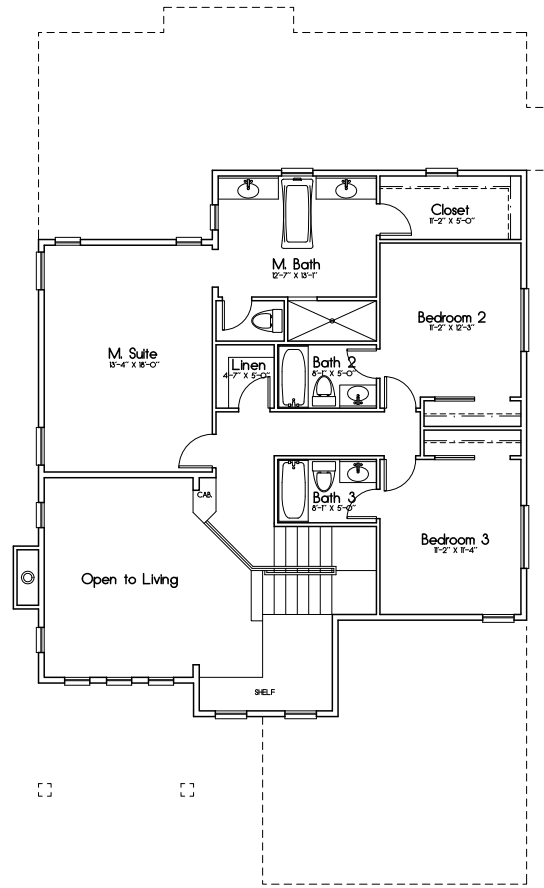 Closet
11'-2" X 5'-0"
M. Bath
12'-7" X 13'-1"
Bedroom 2
11'-2" X 12'-3"
M. Suite
13'-4" X 18'-0"
Linen
4'-7" X 5'-0"
Bath 2
8'-1" X 5'-0"
CAB.
Bath 3
8'-1" X 5'-0"
Bedroom 3
11'-2" X 11'-4"
Open to Living
SHELF